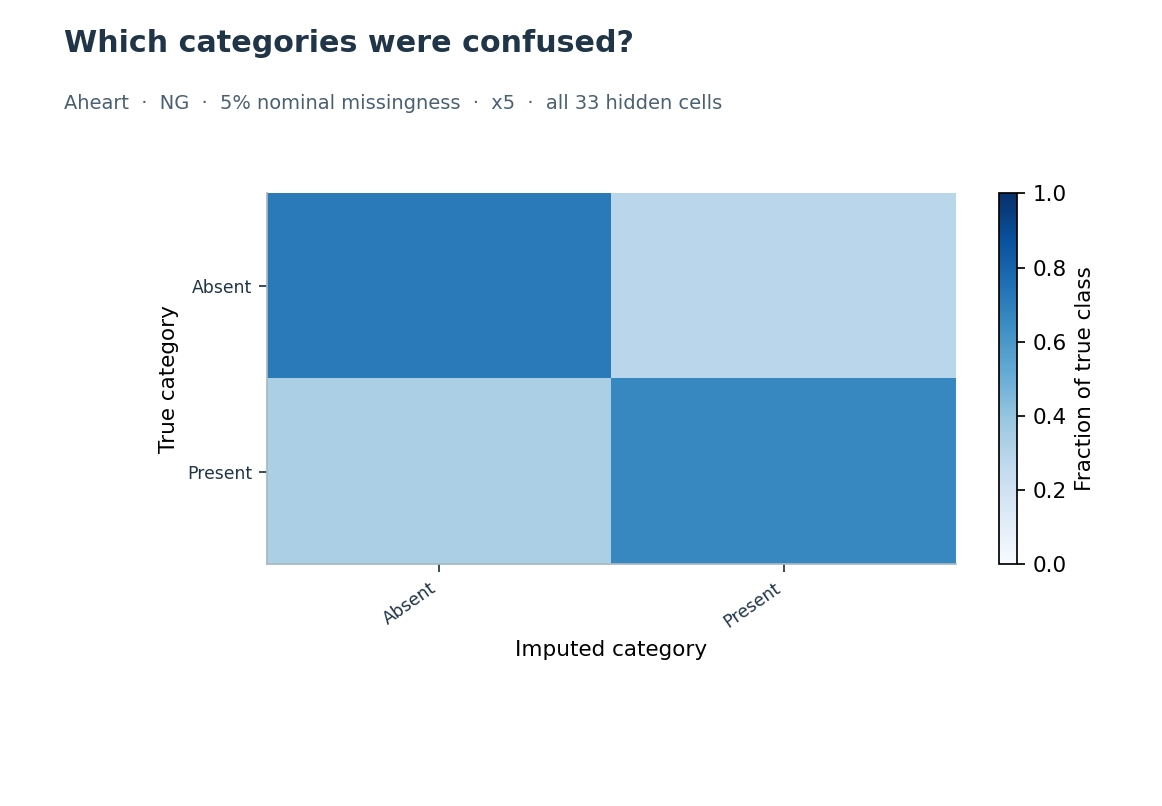 Which categories were confused?
Aheart · NG · 5% nominal missingness · x5 · all 33 hidden cells
True category
Absent
Present
Absent
Present
Imputed category
1.0
0.8
0.6
0.4
0.2
0.0
Fraction of true class